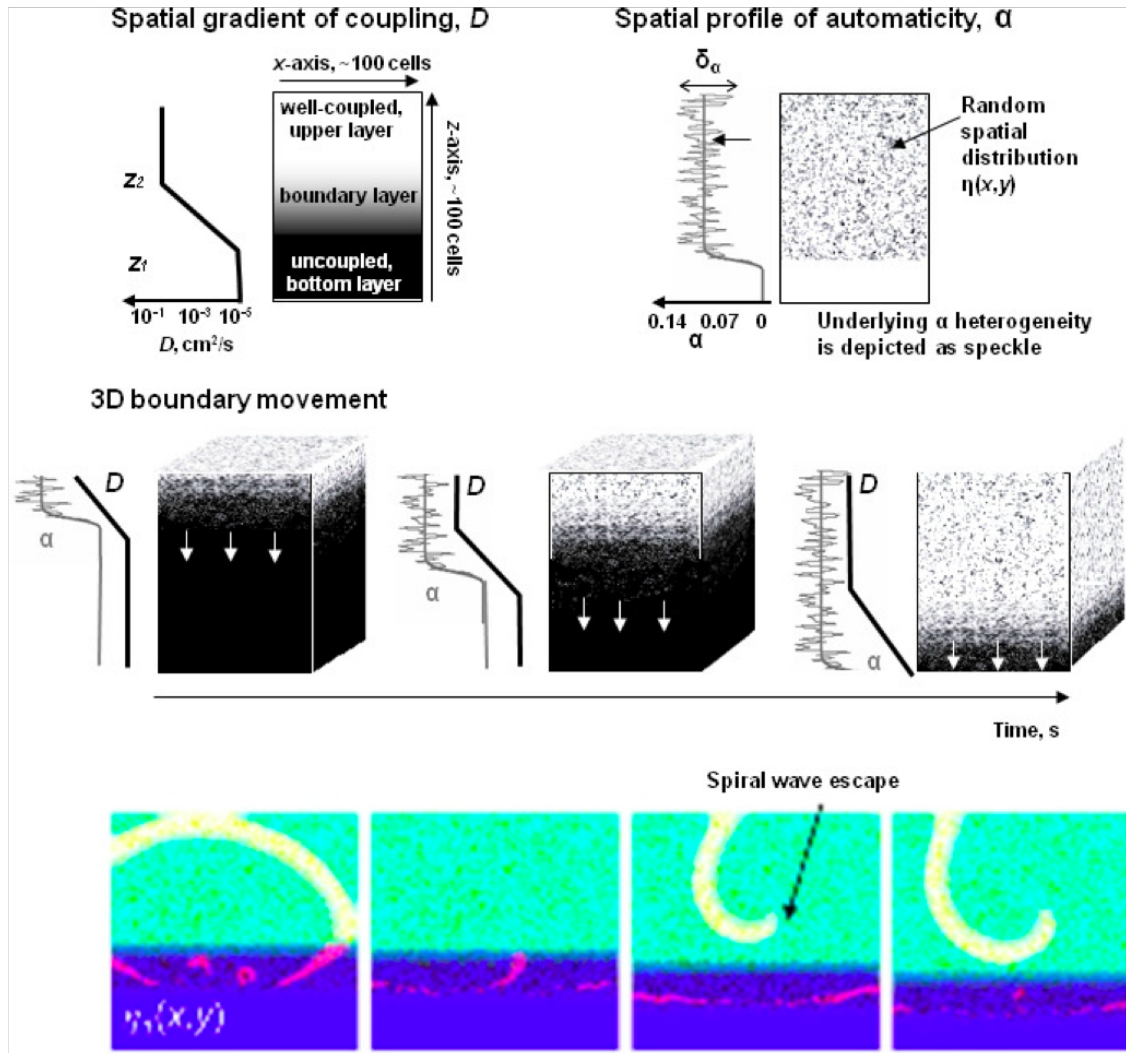 Spatial gradient of coupling, D
Spatial profile of automaticity, α
x-axis, ~100 cells
well-coupled,
upper layer
boundary layer
uncoupled,
bottom layer
z-axis, ~100 cells
z₂
z₁
10⁻¹ 10⁻³ 10⁻⁵
D, cm²/s
δα
Random
spatial
distribution
η(x,y)
0.14 0.07 0
α
Underlying α heterogeneity
is depicted as speckle
3D boundary movement
D
α
D
α
D
α
Time, s
Spiral wave escape
η₁(x,y)